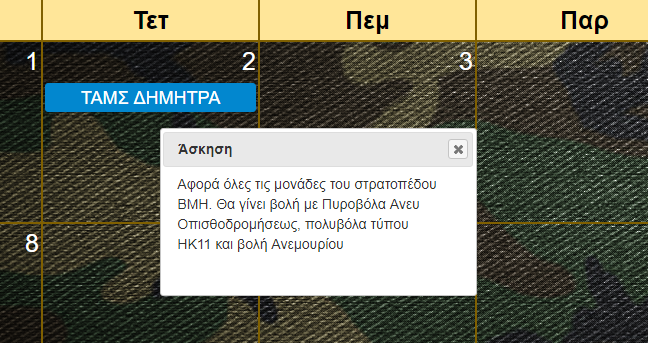 Τετ Πεμ Παρ
1 2 3
ΤΑΜΣ ΔΗΜΗΤΡΑ
Άσκηση
Αφορά όλες τις μονάδες του στρατοπέδου
ΒΜΗ. Θα γίνει βολή με Πυροβόλα Ανευ
Οπισθοδρομήσεως, πολυβόλα τύπου
ΗΚ11 και βολή Ανεμουρίου
8